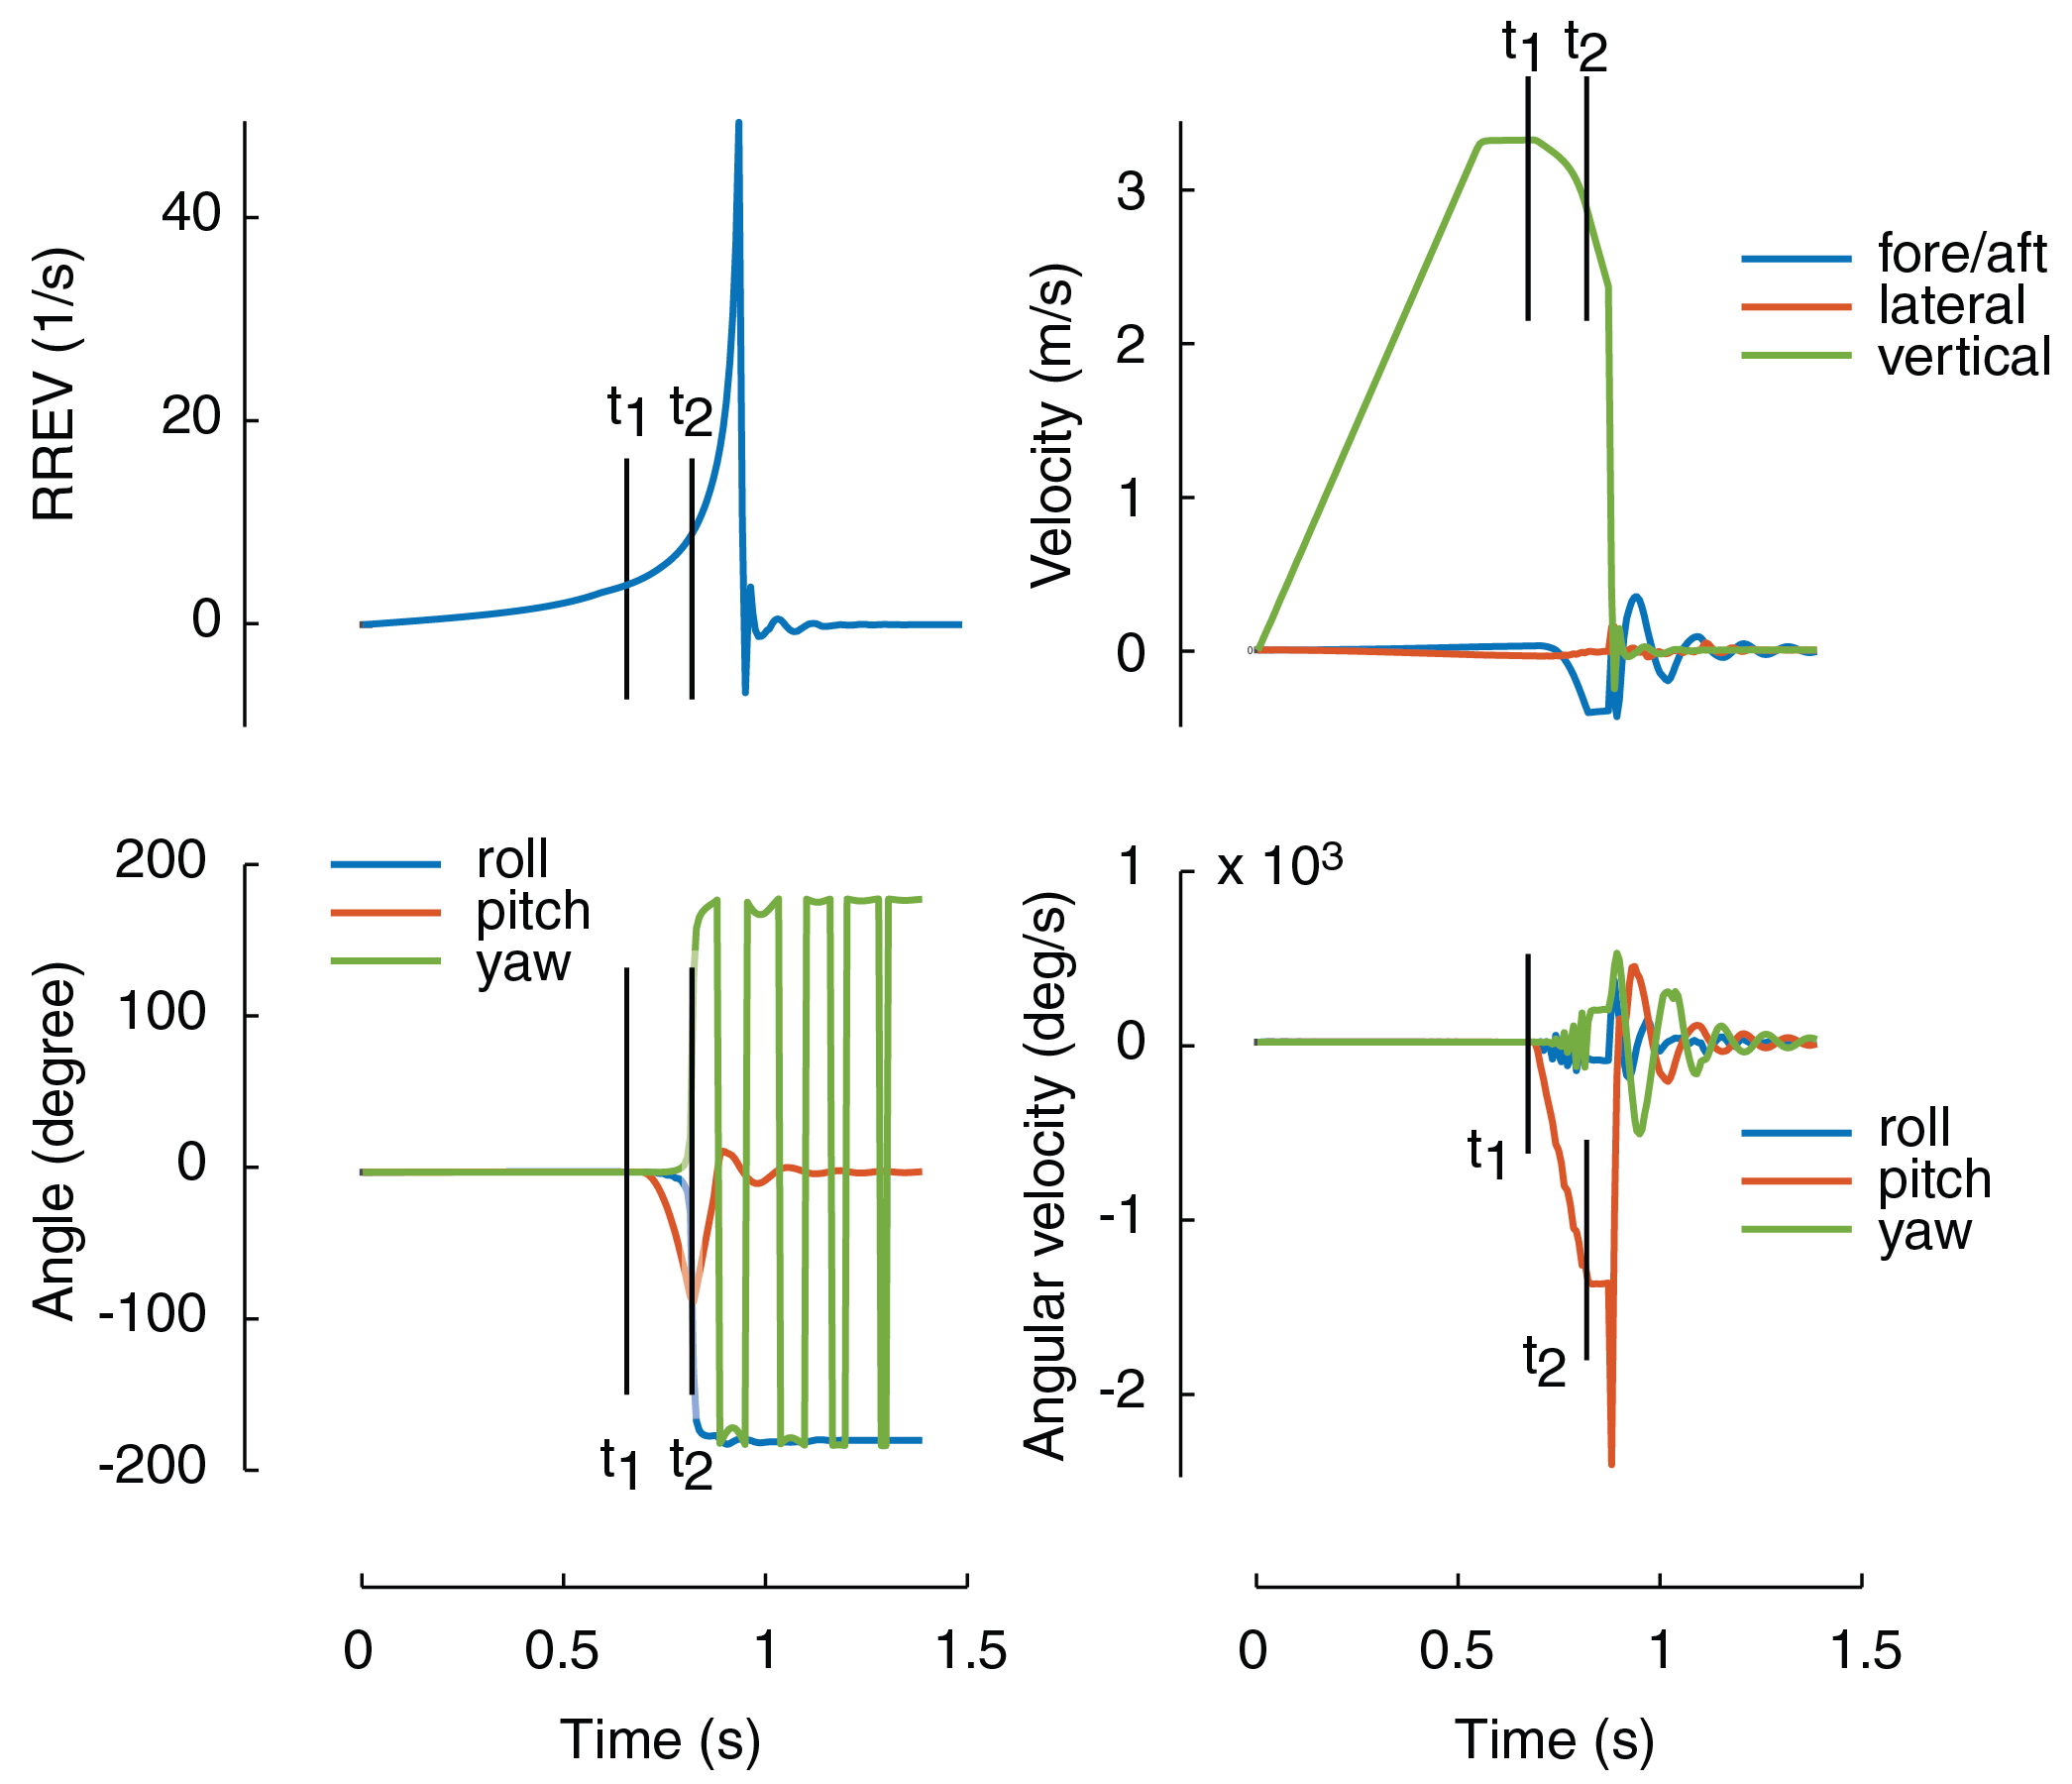 t1 t2
40
20
0
RREV (1/s)
t1 t2
3
2
1
0
0
Velocity (m/s)
fore/aft
lateral
vertical
200
100
0
-100
-200
Angle (degree)
roll
pitch
yaw
t1 t2
1 x 10³
0
-1
-2
Angular velocity (deg/s)
t1
t2
roll
pitch
yaw
0 0.5 1 1.5
Time (s)
0 0.5 1 1.5
Time (s)